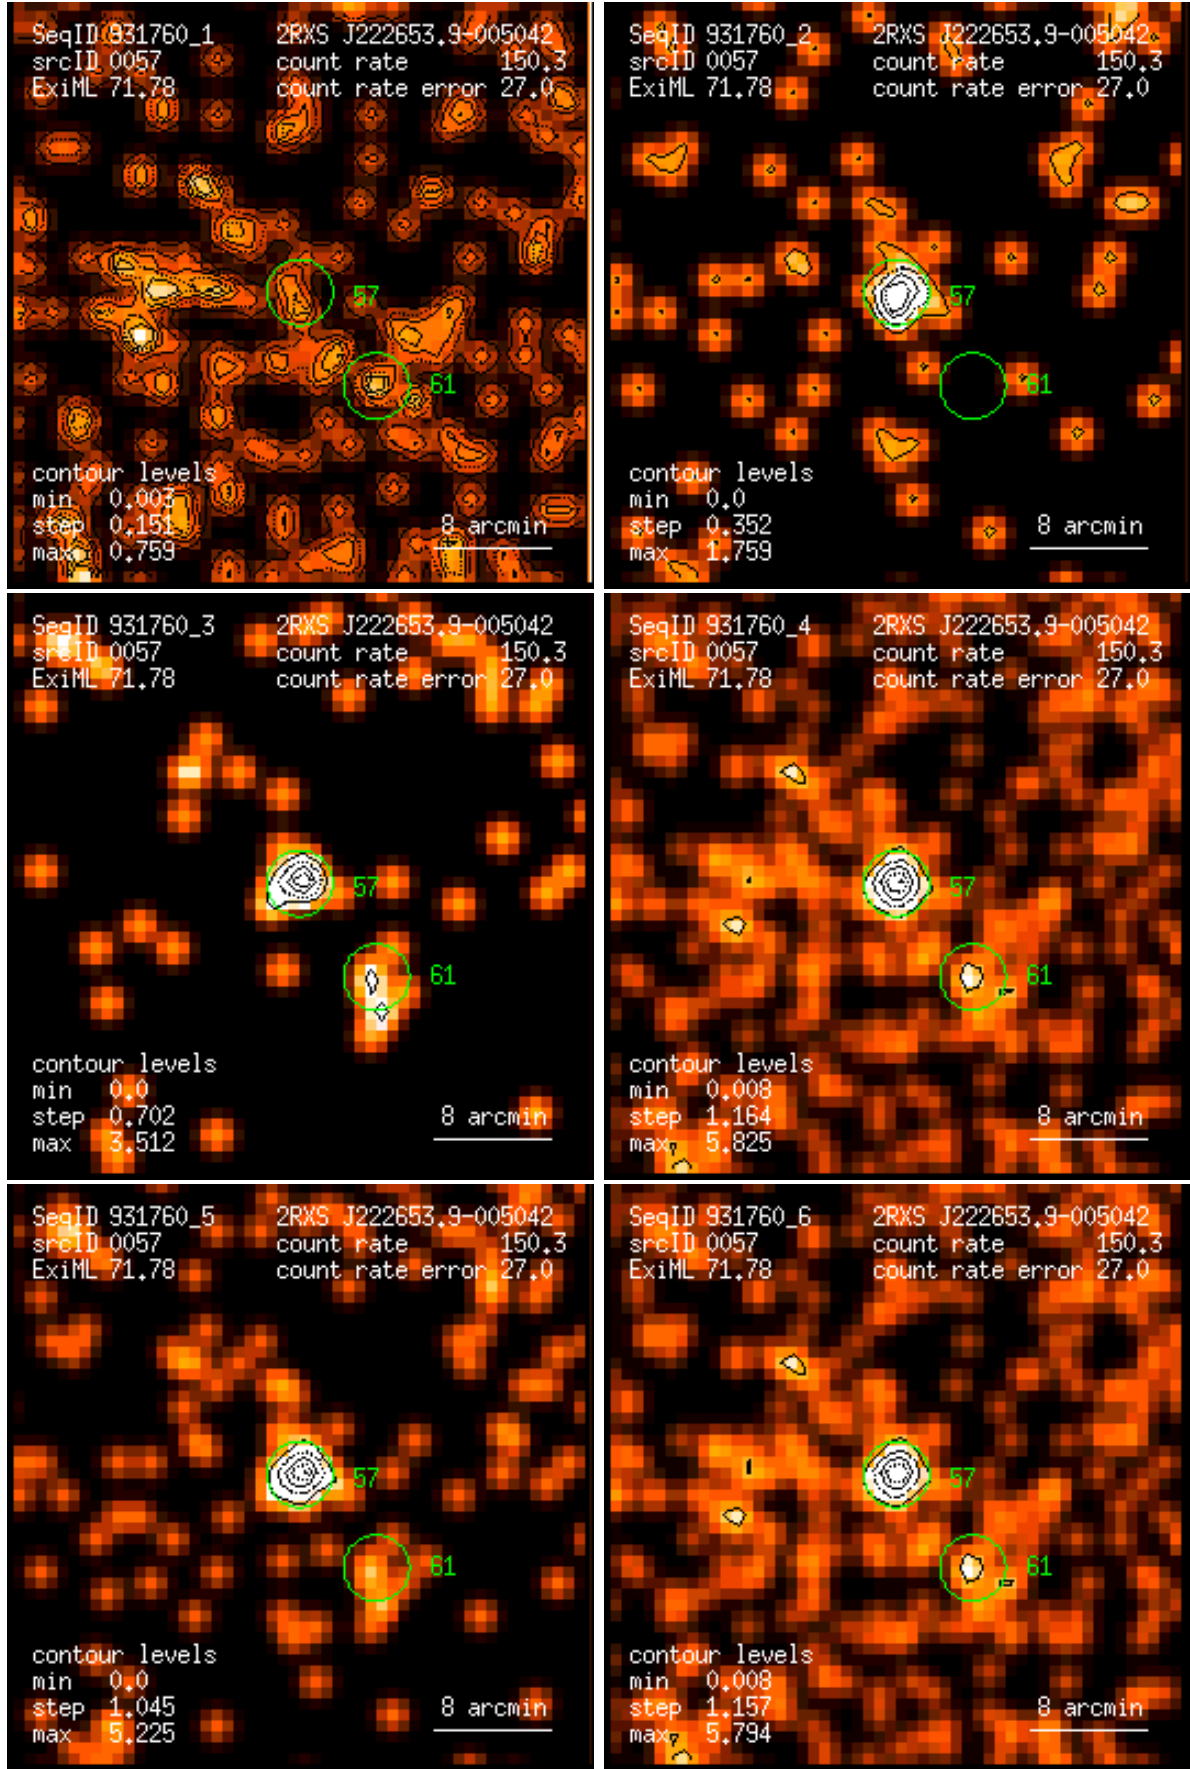 SeqID 931760_1 2RXS J222653.9-005042
srcID 0057 count rate 150.3
ExiML 71.78 count rate error 27.0
57
61
contour levels
min 0.003
step 0.151
max 0.759
8 arcmin
SeqID 931760_2 2RXS J222653.9-005042
srcID 0057 count rate 150.3
ExiML 71.78 count rate error 27.0
57
61
contour levels
min 0.0
step 0.352
max 1.759
8 arcmin
SeqID 931760_3 2RXS J222653.9-005042
srcID 0057 count rate 150.3
ExiML 71.78 count rate error 27.0
57
61
contour levels
min 0.0
step 0.702
max 3.512
8 arcmin
SeqID 931760_4 2RXS J222653.9-005042
srcID 0057 count rate 150.3
ExiML 71.78 count rate error 27.0
57
61
contour levels
min 0.008
step 1.164
max 5.825
8 arcmin
SeqID 931760_5 2RXS J222653.9-005042
srcID 0057 count rate 150.3
ExiML 71.78 count rate error 27.0
57
61
contour levels
min 0.0
step 1.045
max 5.225
8 arcmin
SeqID 931760_6 2RXS J222653.9-005042
srcID 0057 count rate 150.3
ExiML 71.78 count rate error 27.0
57
61
contour levels
min 0.008
step 1.157
max 5.794
8 arcmin